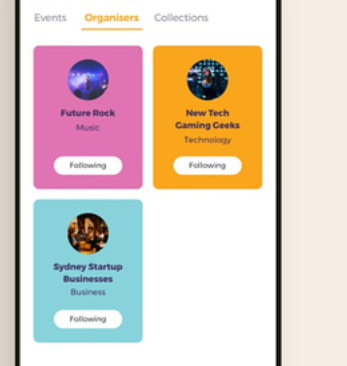 Events Organisers Collections
Future Rock
Music
Following
New Tech
Gaming Geeks
Technology
Following
Sydney Startup
Businesses
Business
Following